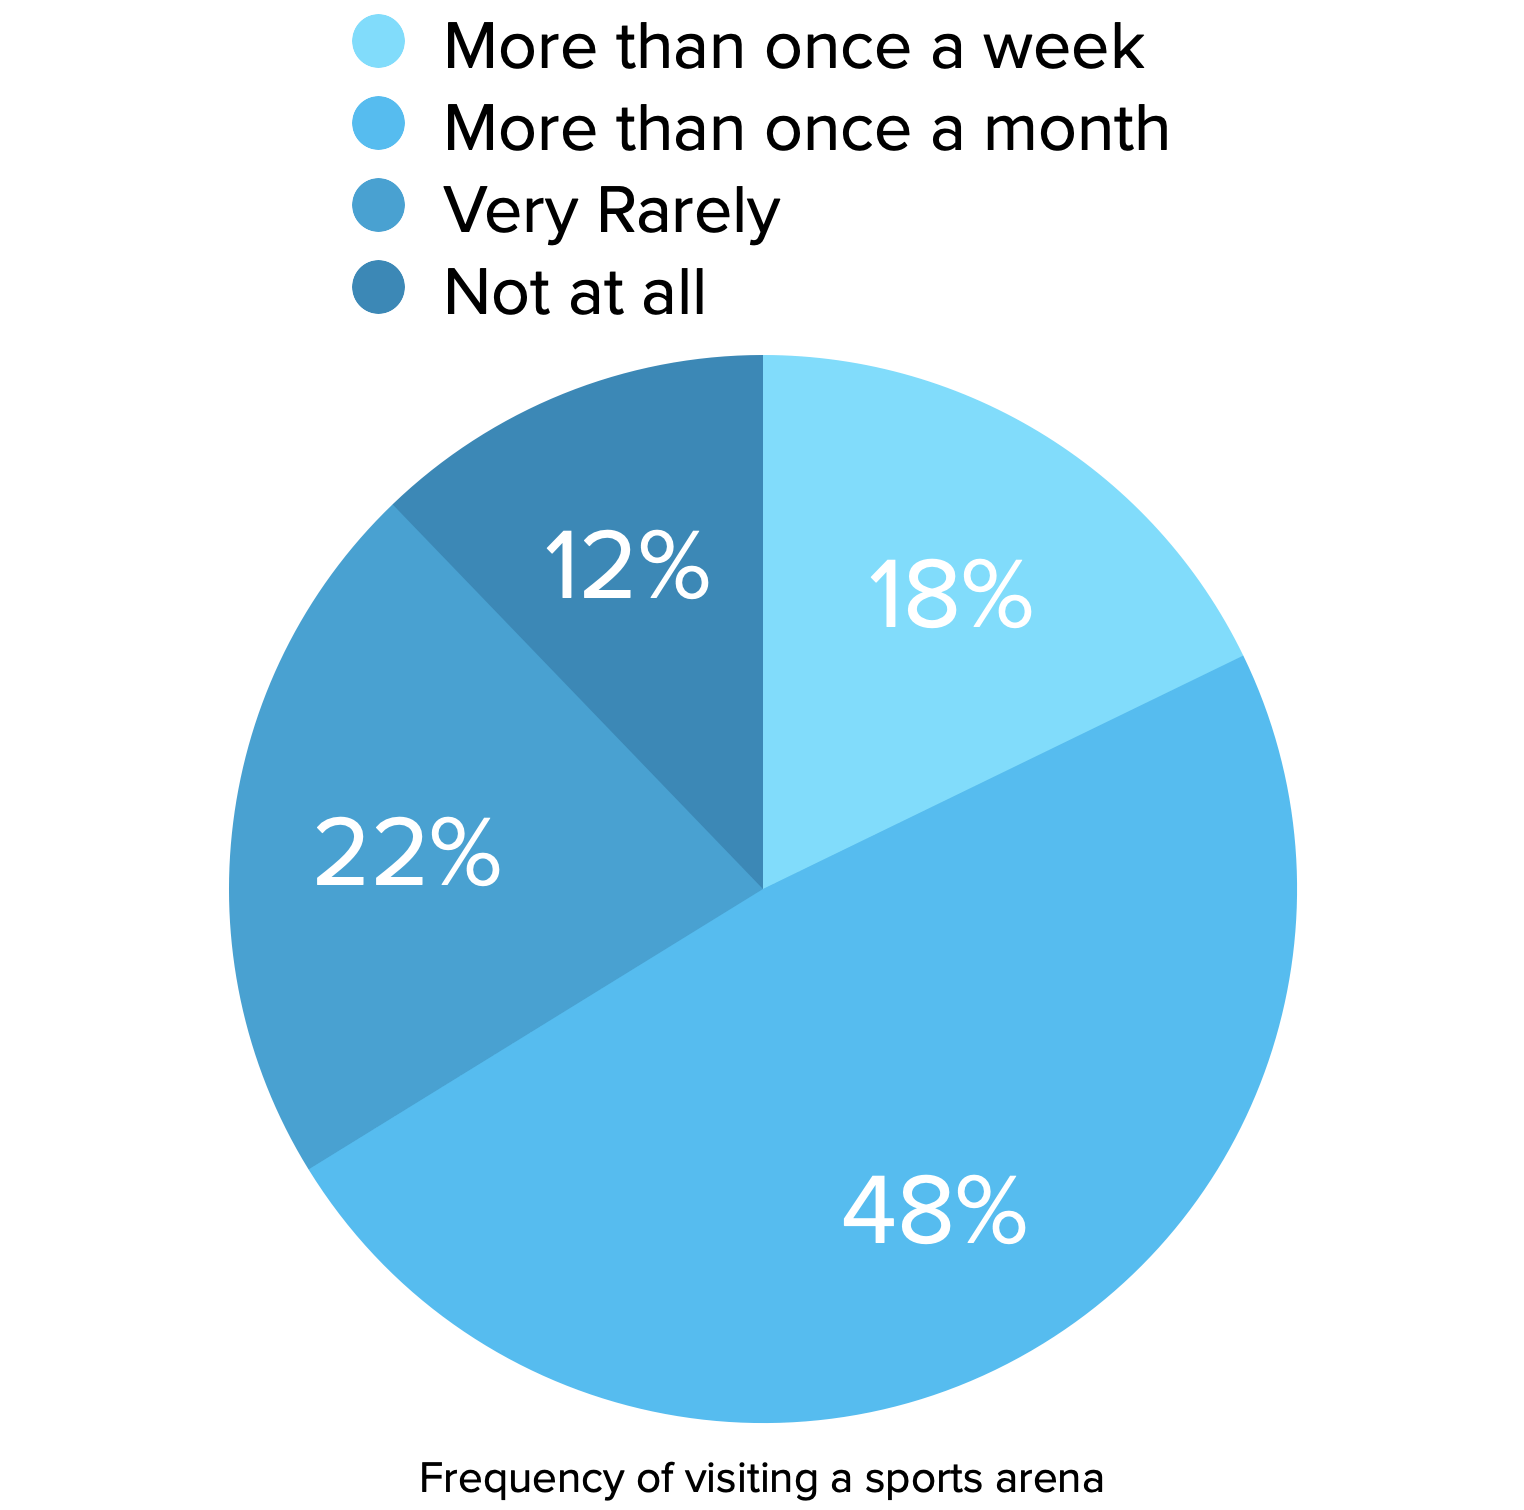 More than once a week
More than once a month
Very Rarely
Not at all
12%
18%
22%
48%
Frequency of visiting a sports arena